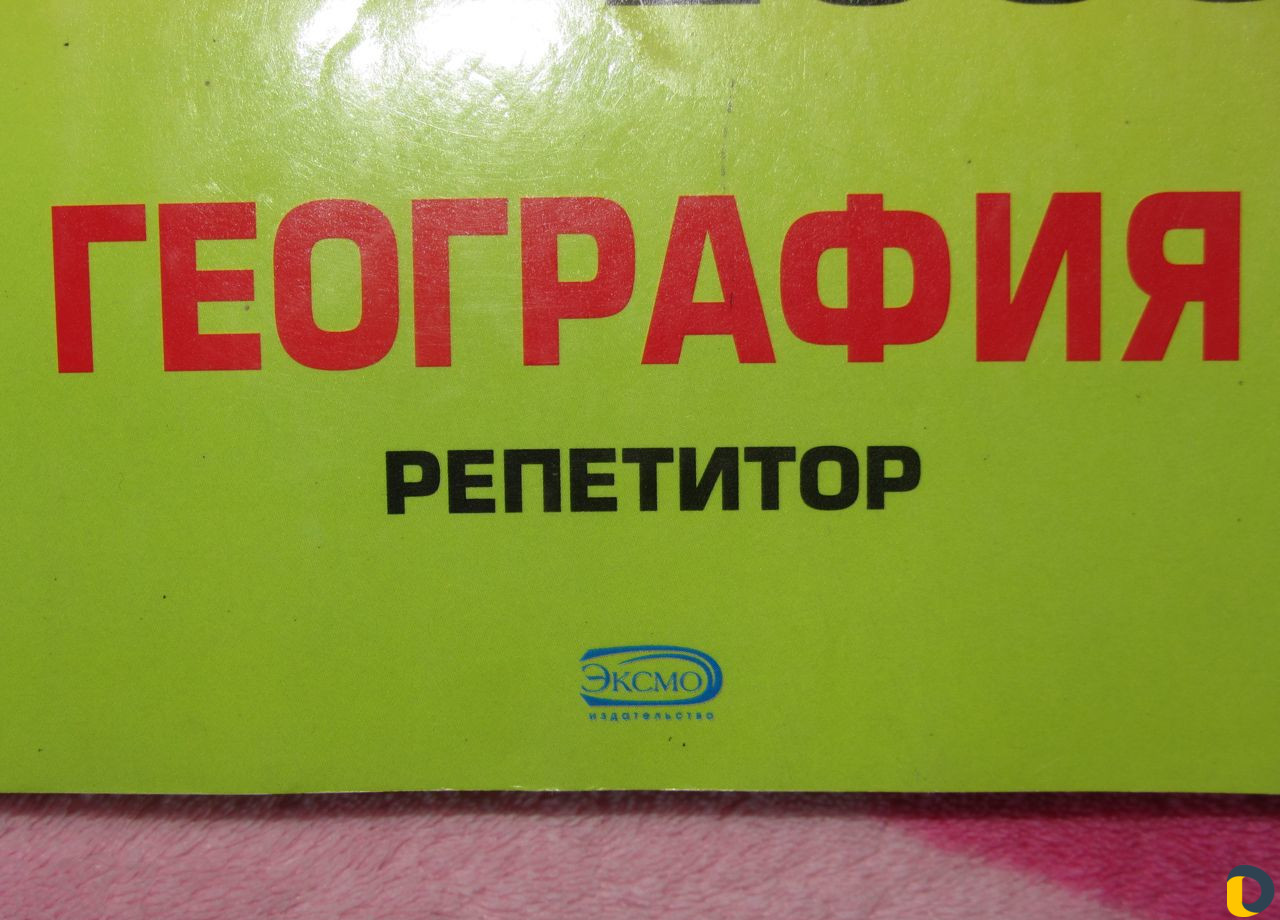 ГЕОГРАФИЯ
РЕПЕТИТОР
ЭКСМО
издательство